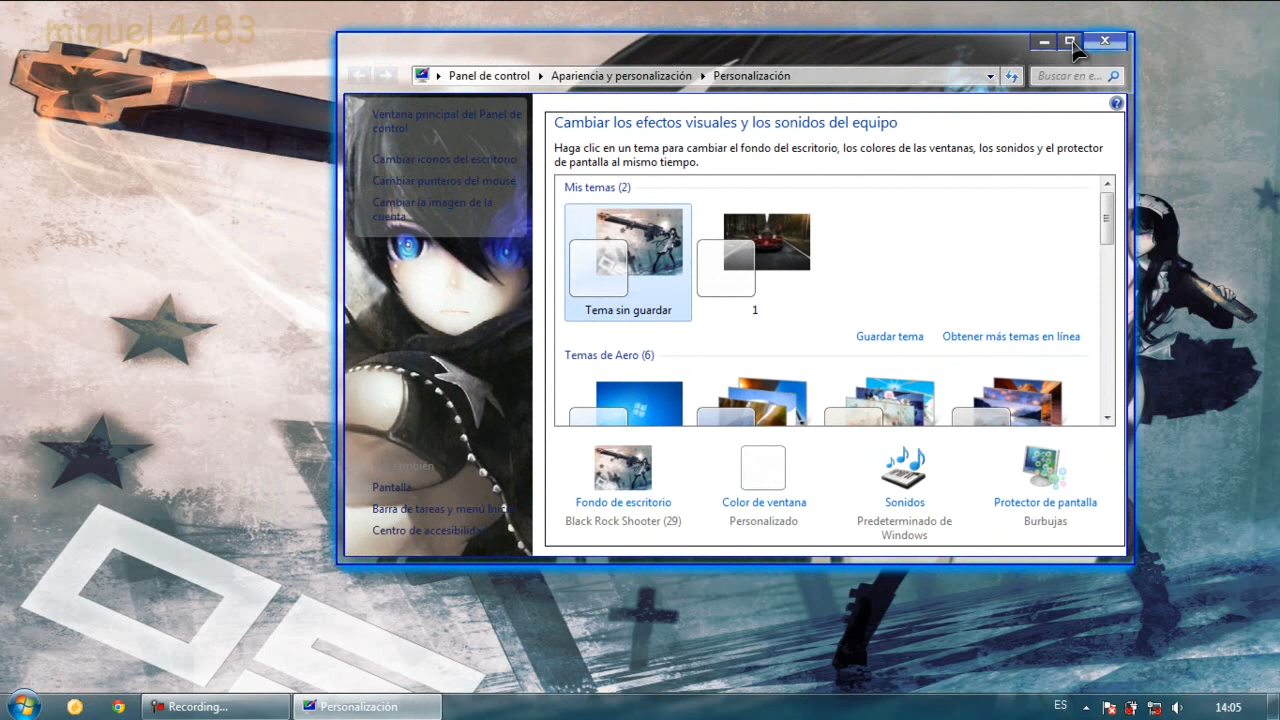 miguel 4483
Panel de control
Apariencia y personalización
Personalización
Buscar en e...
Ventana principal del Panel de
control
Cambiar iconos del escritorio
Cambiar punteros del mouse
Cambiar la imagen de la
cuenta
también
Pantalla
Barra de tareas y menú
Centro de accesibilidad
Cambiar los efectos visuales y los sonidos del equipo
Haga clic en un tema para cambiar el fondo del escritorio, los colores de las ventanas, los sonidos y el protector
de pantalla al mismo tiempo.
Mis temas (2)
Tema sin guardar
1
Guardar tema
Obtener más temas en línea
Temas de Aero (6)
Fondo de escritorio
Black Rock Shooter (29)
Color de ventana
Personalizado
Sonidos
Predeterminado de
Windows
Protector de pantalla
Burbujas
Recording...
Personalización
ES
14:05